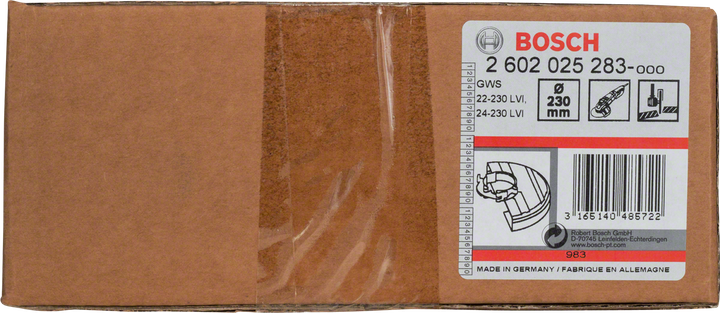 BOSCH
2 602 025 283-000
GWS
22-230 LVI,
24-230 LVI
Ø
230
mm
3 165140 485722
Robert Bosch GmbH
D-70745 Leinfelden-Echterdingen
www.bosch-pt.com
983
MADE IN GERMANY / FABRIQUE EN ALLEMAGNE